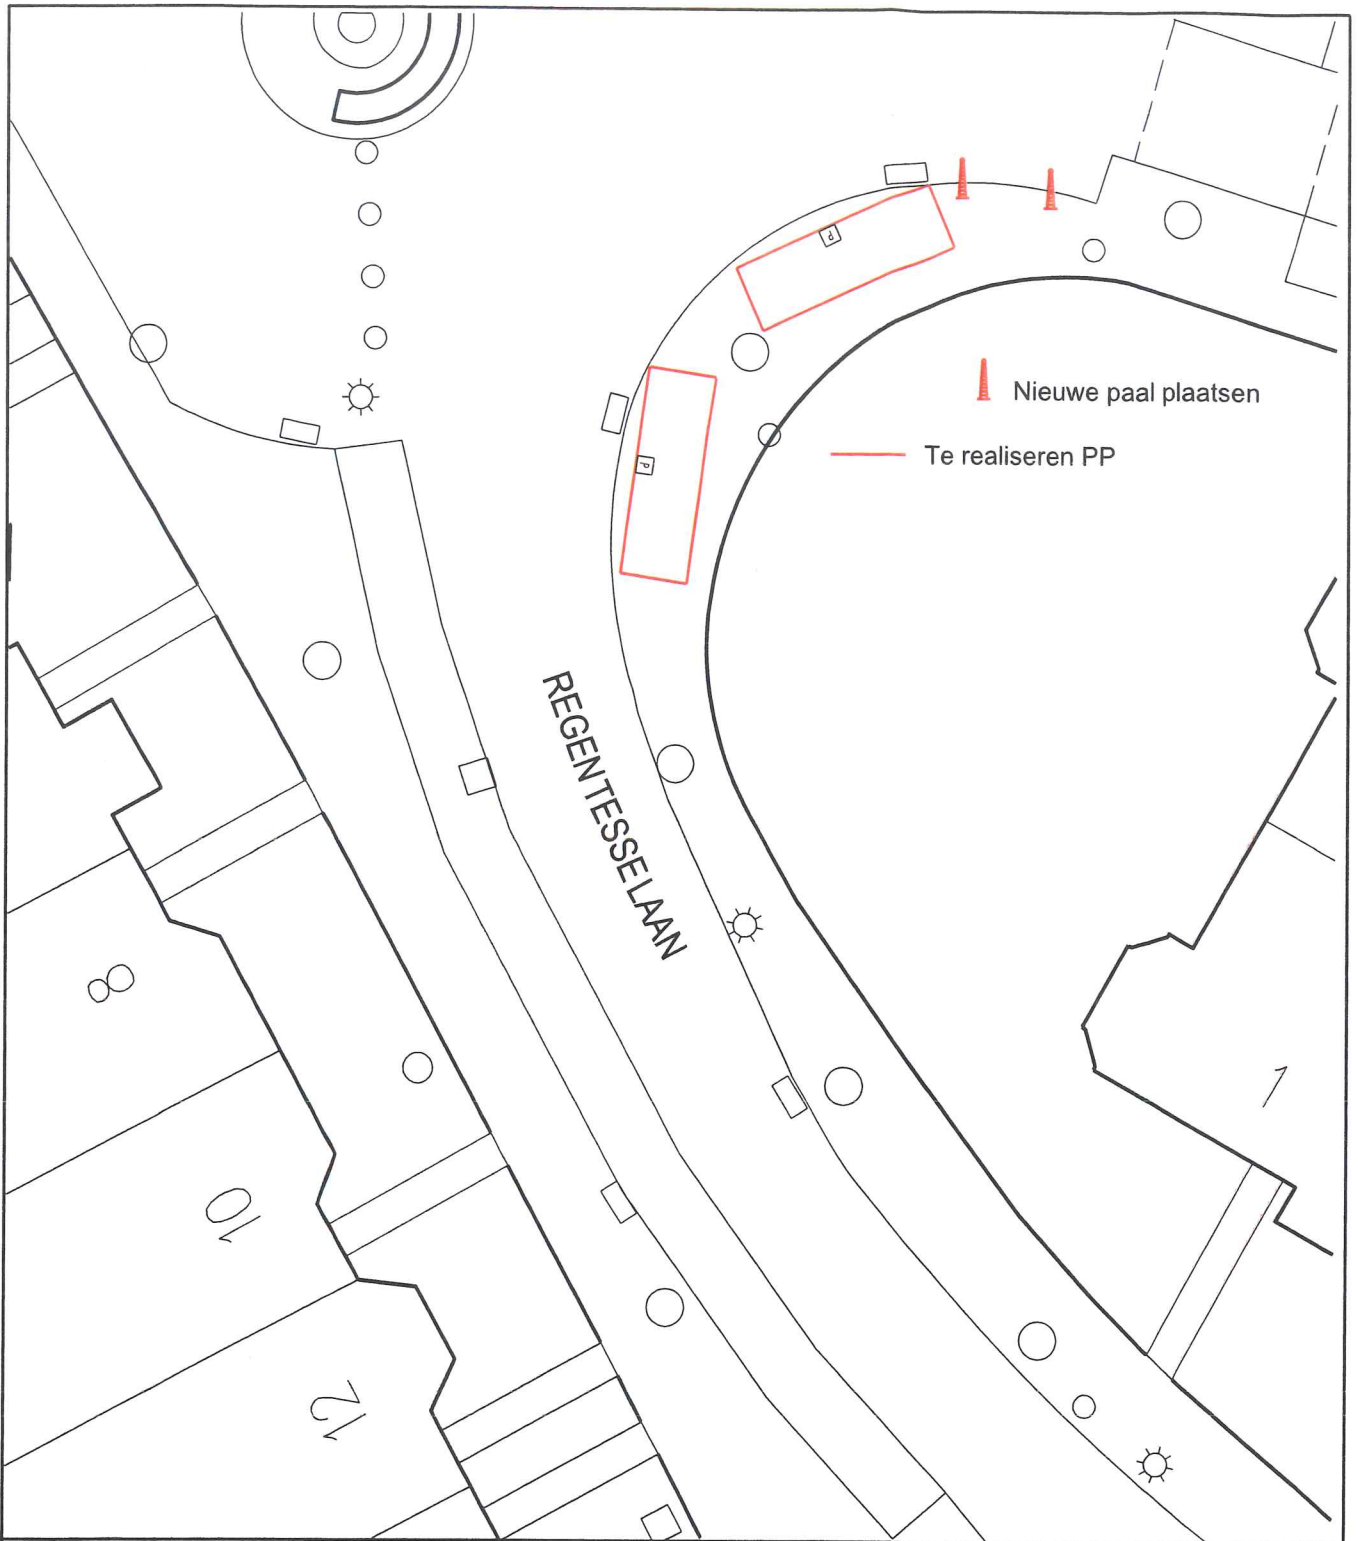 P
Nieuwe paal plaatsen
P
Te realiseren PP
REGENTESSELAAN
8
1
10
12